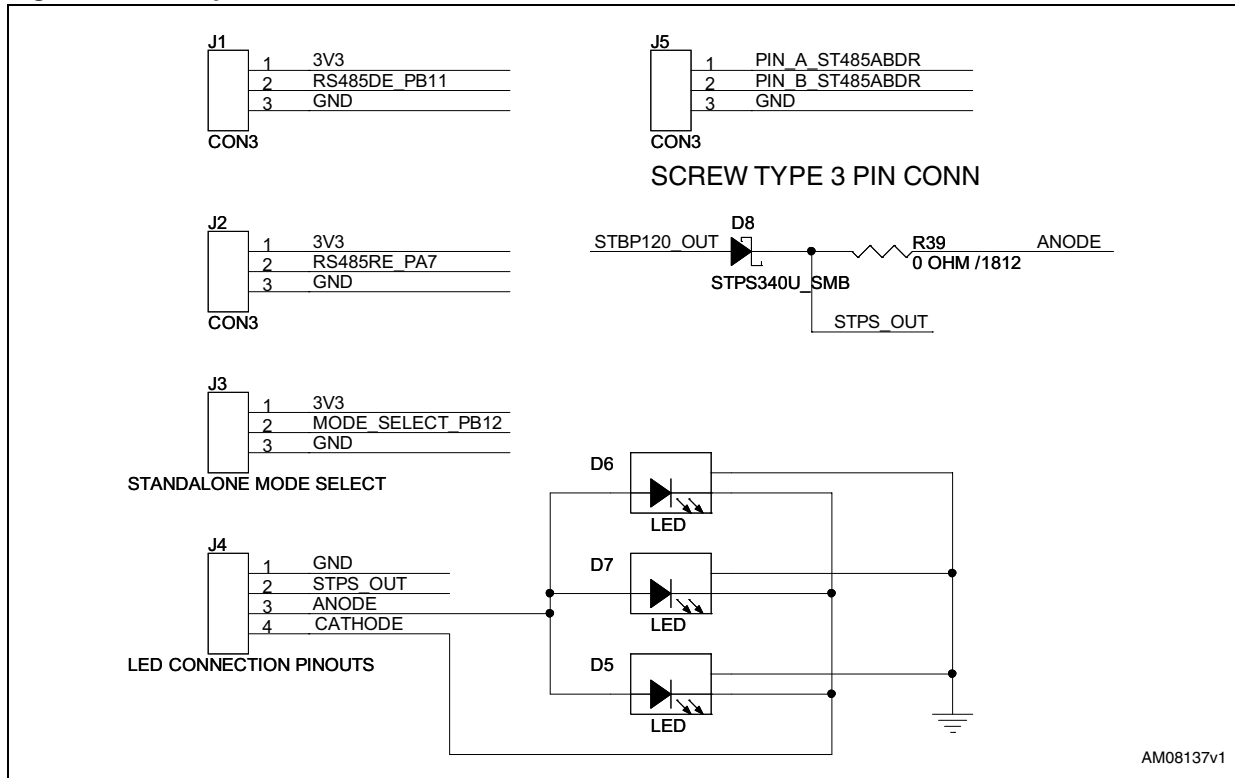 J1
1 3V3
2 RS485DE_PB11
3 GND
CON3
J5
1 PIN_A_ST485ABDR
2 PIN_B_ST485ABDR
3 GND
CON3
SCREW TYPE 3 PIN CONN
J2
1 3V3
2 RS485RE_PA7
3 GND
CON3
STBP120_OUT
D8
STPS340U_SMB
R39
0 OHM /1812
ANODE
STPS_OUT
J3
1 3V3
2 MODE_SELECT_PB12
3 GND
STANDALONE MODE SELECT
J4
1 GND
2 STPS_OUT
3 ANODE
4 CATHODE
LED CONNECTION PINOUTS
D6
LED
D7
LED
D5
LED
AM08137v1